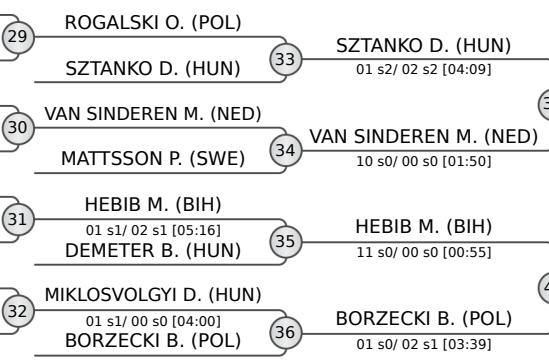 29
ROGALSKI O. (POL)
SZTANKO D. (HUN)
33
SZTANKO D. (HUN)
01 s2/ 02 s2 [04:09]
30
VAN SINDEREN M. (NED)
MATTSSON P. (SWE)
34
VAN SINDEREN M. (NED)
10 s0/ 00 s0 [01:50]
31
HEBIB M. (BIH)
01 s1/ 02 s1 [05:16]
DEMETER B. (HUN)
35
HEBIB M. (BIH)
11 s0/ 00 s0 [00:55]
32
MIKLOSVOLGYI D. (HUN)
01 s1/ 00 s0 [04:00]
BORZECKI B. (POL)
36
BORZECKI B. (POL)
01 s0/ 02 s1 [03:39]